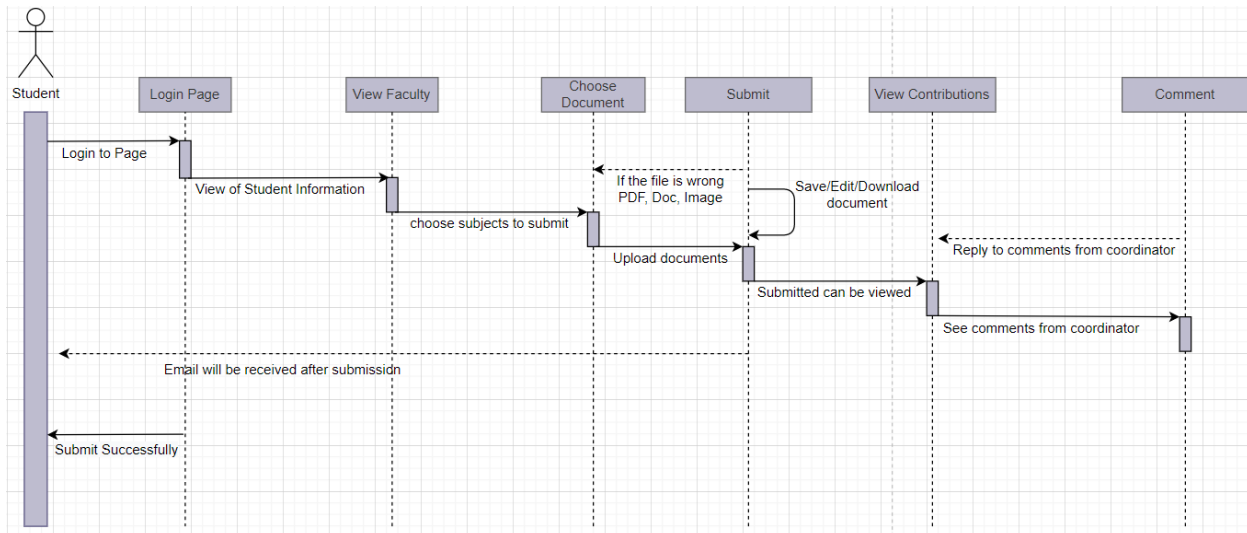 Student
Login Page
View Faculty
Choose
Document
Submit
View Contributions
Comment
Login to Page
View of Student Information
If the file is wrong
PDF, Doc, Image
Save/Edit/Download
document
choose subjects to submit
Reply to comments from coordinator
Upload documents
Submitted can be viewed
See comments from coordinator
Email will be received after submission
Submit Successfully